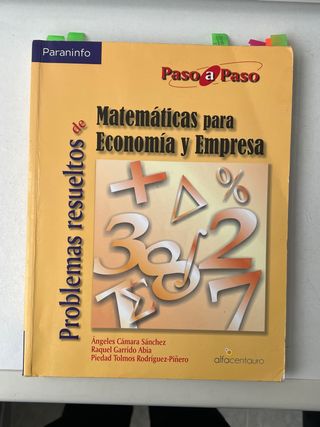 Paraninfo
Paso a Paso
Problemas resueltos de
Matemáticas para
Economía y Empresa
Ángeles Cámara Sánchez
Raquel Garrido Abia
Piedad Tolmos Rodríguez-Piñero
alfacentauro